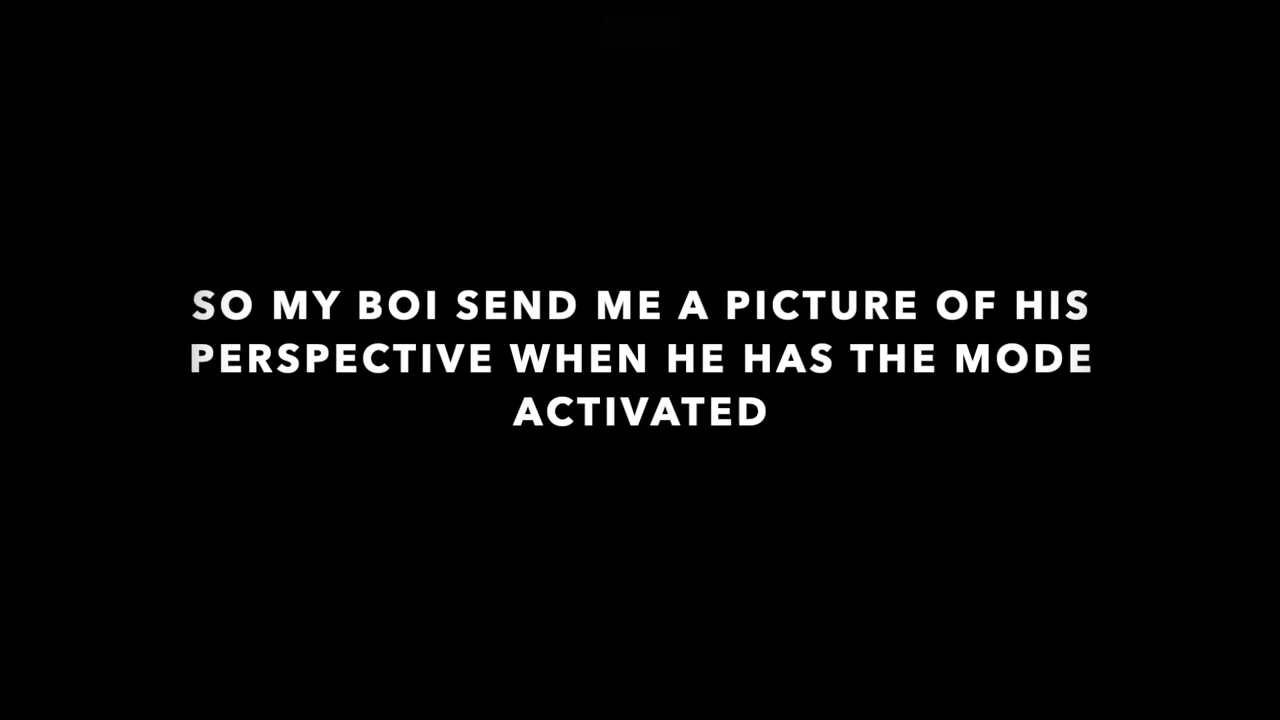 SO MY BOI SEND ME A PICTURE OF HIS
PERSPECTIVE WHEN HE HAS THE MODE
ACTIVATED